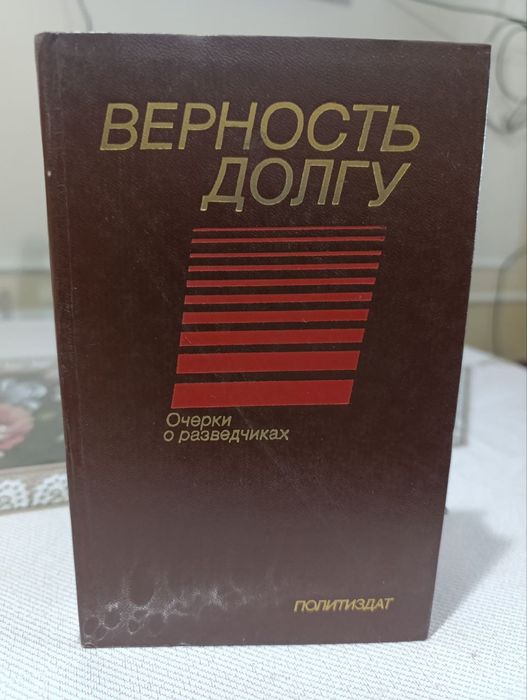 ВЕРНОСТЬ
ДОЛГУ
Очерки
о разведчиках
ПОЛИТИЗДАТ